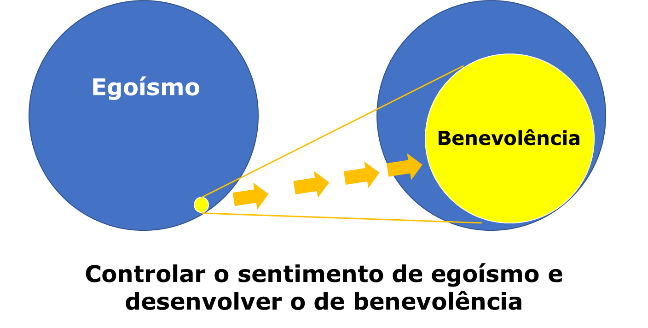 Egoísmo
Benevolência
Controlar o sentimento de egoísmo e
desenvolver o de benevolência